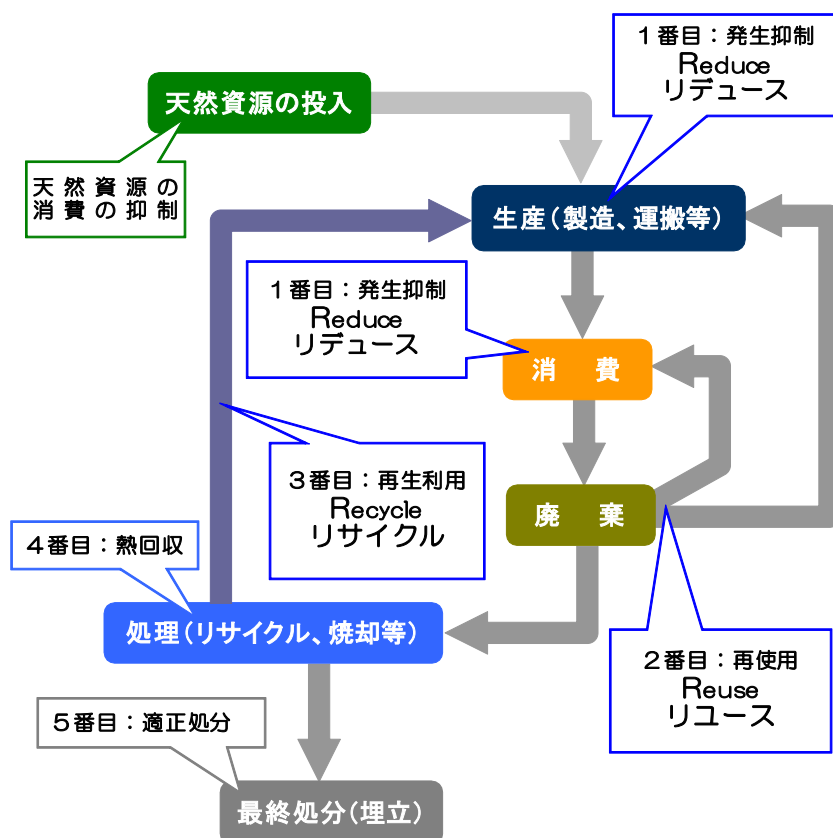 1番目：発生抑制
Reduce
リデュース
天然資源の投入
天然資源の
消費の抑制
生産（製造、運搬等）
1番目：発生抑制
Reduce
リデュース
消　費
3番目：再生利用
Recycle
リサイクル
廃　棄
4番目：熱回収
処理（リサイクル、焼却等）
2番目：再使用
Reuse
リユース
5番目：適正処分
最終処分（埋立）